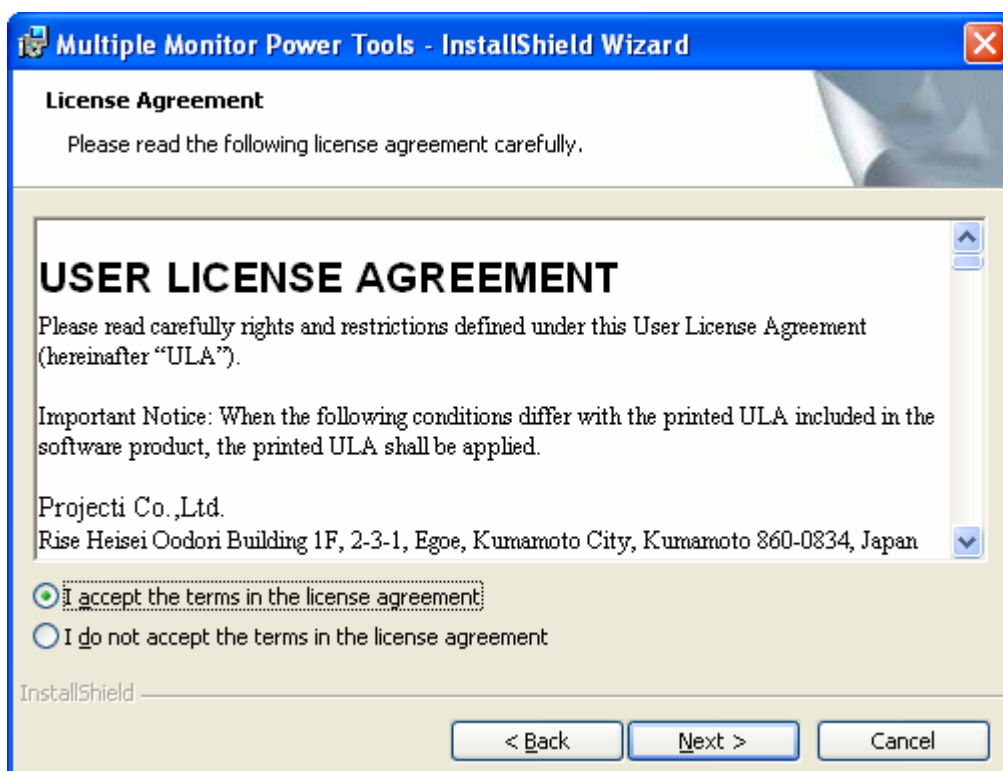 Multiple Monitor Power Tools - InstallShield Wizard
License Agreement
Please read the following license agreement carefully.
USER LICENSE AGREEMENT
Please read carefully rights and restrictions defined under this User License Agreement
(hereinafter “ULA”).
Important Notice: When the following conditions differ with the printed ULA included in the
software product, the printed ULA shall be applied.
Projecti Co.,Ltd.
Rise Heisei Oodori Building 1F, 2-3-1, Egoe, Kumamoto City, Kumamoto 860-0834, Japan
I accept the terms in the license agreement
I do not accept the terms in the license agreement
InstallShield
< Back Next > Cancel